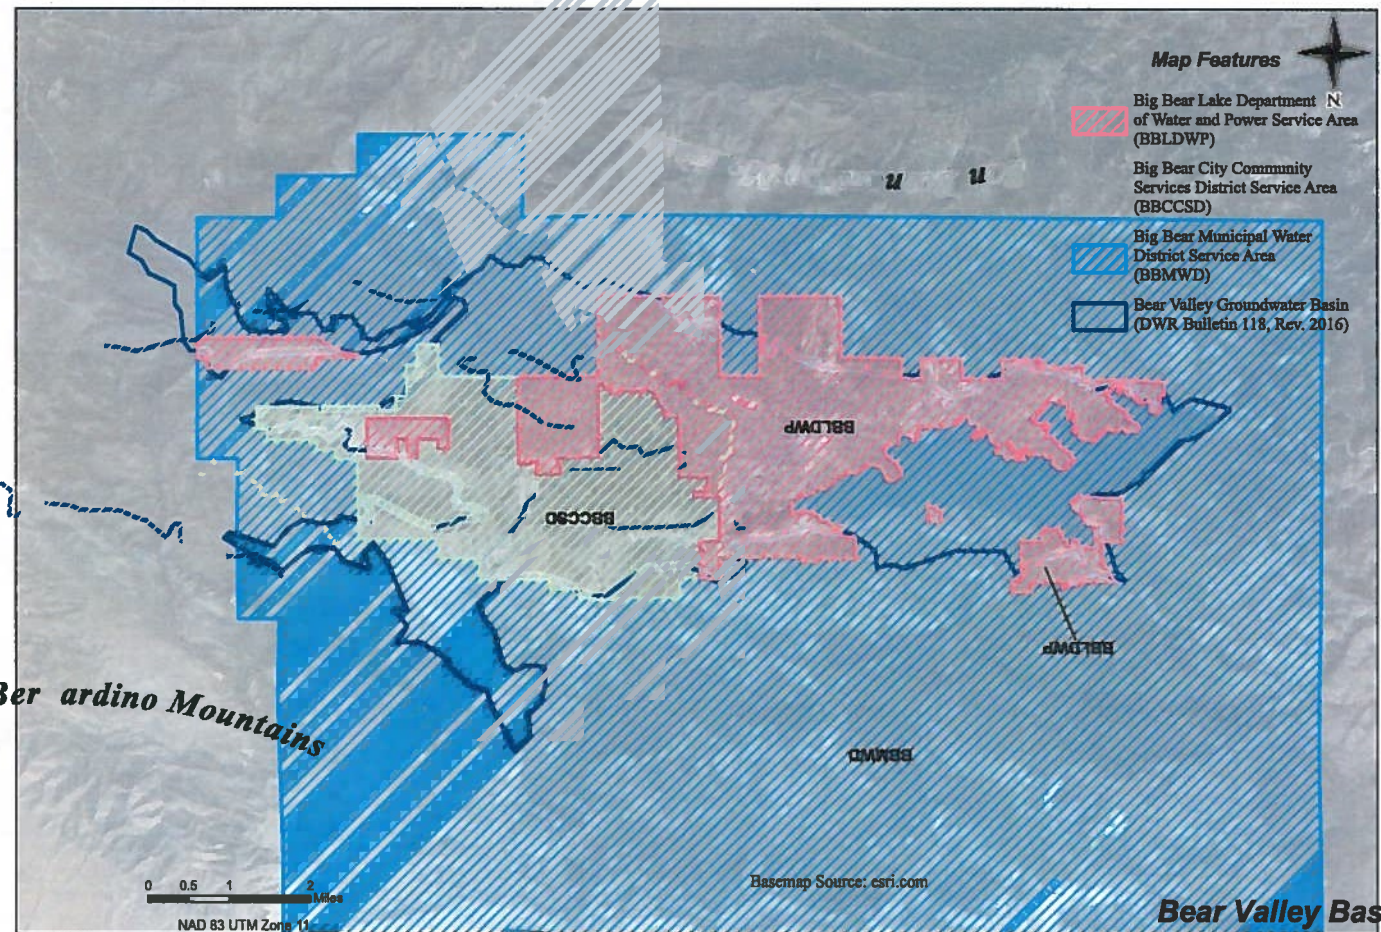 Map Features
N
Big Bear Lake Department
of Water and Power Service Area
(BBLDWP)
Big Bear City Community
Services District Service Area
(BBCCSD)
Big Bear Municipal Water
District Service Area
(BBMWD)
Bear Valley Groundwater Basin
(DWR Bulletin 118, Rev. 2016)
n n
BBLDWP
BBCCSD
BBLDWP
Ber ardino Mountains
BBMWD
Basemap Source: esri.com
0 0.5 1 2
Miles
NAD 83 UTM Zone 11
Bear Valley Bas